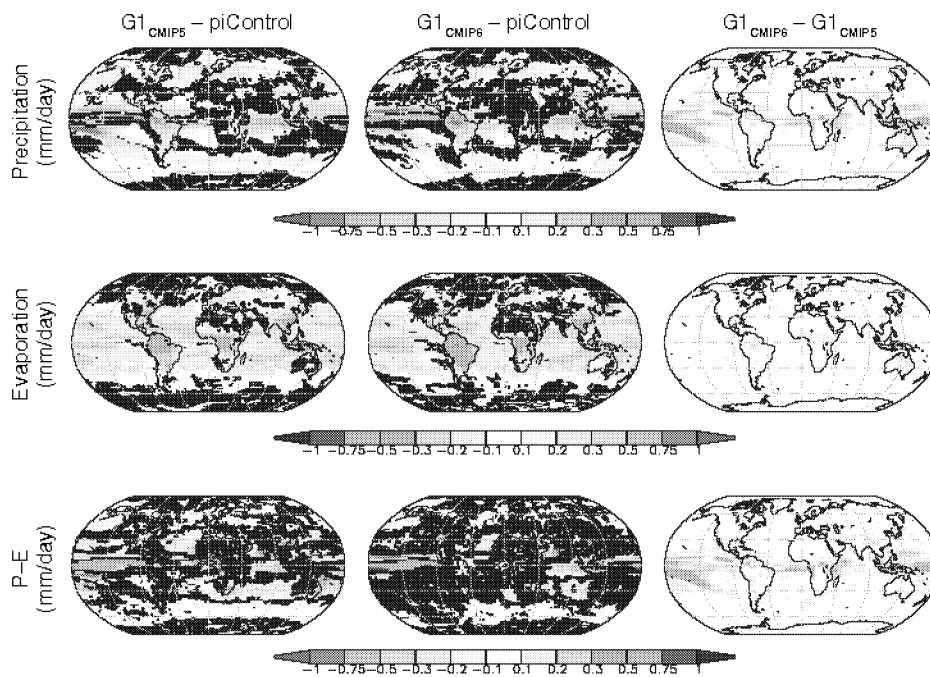 G1CMIP5 – piControl
G1CMIP6 – piControl
G1CMIP6 – G1CMIP5
Precipitation
(mm/day)
−1 −0.75 −0.5 −0.3 −0.2 −0.1 0.1 0.2 0.3 0.5 0.75 1
Evaporation
(mm/day)
−1 −0.75 −0.5 −0.3 −0.2 −0.1 0.1 0.2 0.3 0.5 0.75 1
P–E
(mm/day)
−1 −0.75 −0.5 −0.3 −0.2 −0.1 0.1 0.2 0.3 0.5 0.75 1